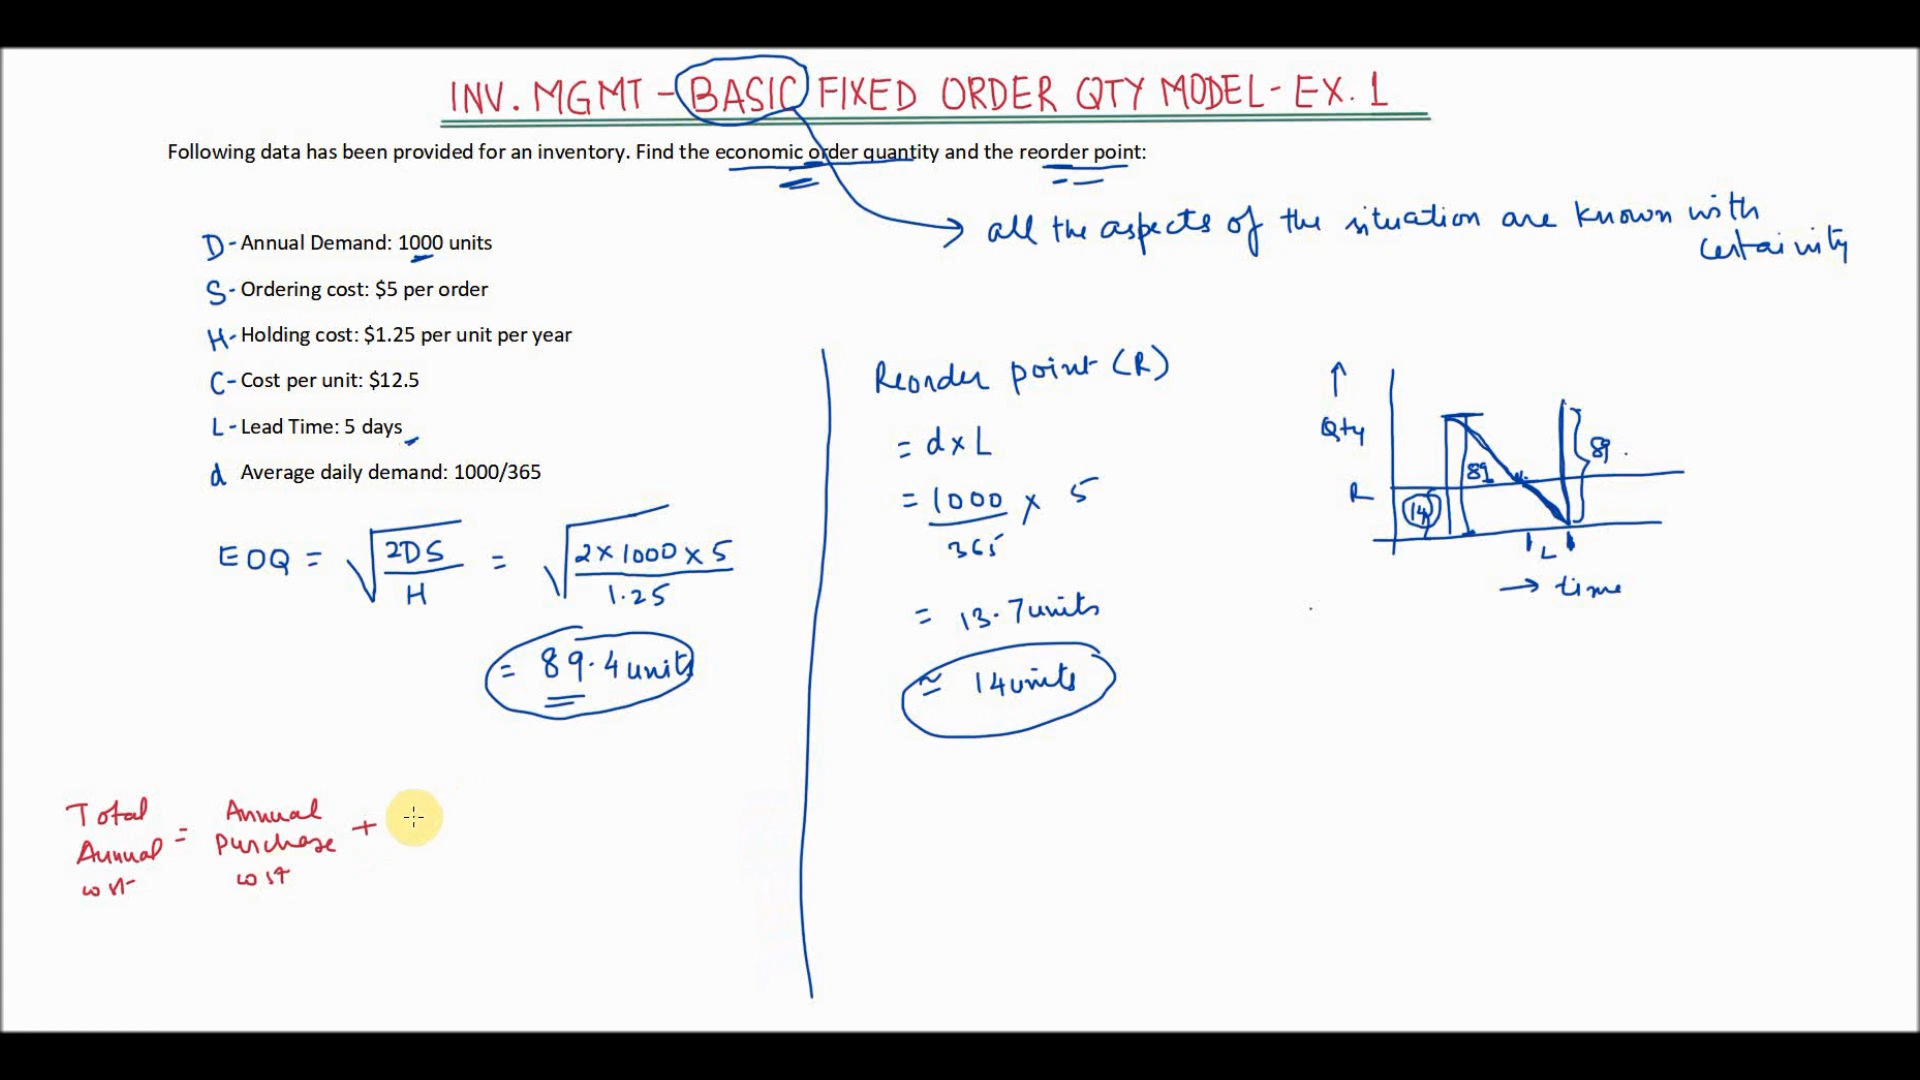 INV. MGMT - BASIC FIXED ORDER QTY MODEL - EX. 1
Following data has been provided for an inventory. Find the economic order quantity and the reorder point:
→ all the aspects of the situation are known with
certainity
D - Annual Demand: 1000 units
S - Ordering cost: $5 per order
H - Holding cost: $1.25 per unit per year
C - Cost per unit: $12.5
L - Lead Time: 5 days
d Average daily demand: 1000/365
EOQ = √(2DS/H) = √(2×1000×5/1.25)
= 89.4 units
Reorder point (R)
= d×L
= 1000/365 × 5
= 13.7 units
≈ 14 units
↑
Qty
R
14
89
89
L
→ time
Total Annual cost = Annual Purchase cost +